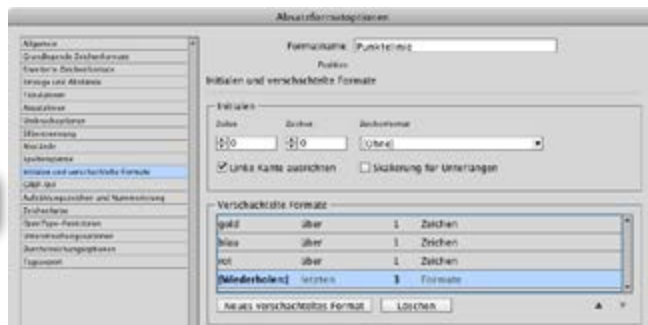 Absatzformatoptionen
Allgemein
Grundlegende Zeichenformate
Erweiterte Zeichenformate
Einzüge und Abstände
Tabulatoren
Absatzlinien
Umbruchoptionen
Silbentrennung
Abstände
Spaltenspanne
Initialen und verschachtelte Formate
GREP-Stil
Aufzählungszeichen und Nummerierung
Zeichenfarbe
OpenType-Funktionen
Unterstreichungsoptionen
Durchstreichungsoptionen
Tagsexport
Formatname: Punktelinie
Position:
Initialen und verschachtelte Formate
Initialen
Zeilen Zeichen Zeichenformat
0 0 [Ohne]
Linke Kante ausrichten Skalierung für Unterlängen
Verschachtelte Formate
gold über 1 Zeichen
blau über 1 Zeichen
rot über 1 Zeichen
[Wiederholen:] letzten 3 Formate
Neues verschachteltes Format Löschen